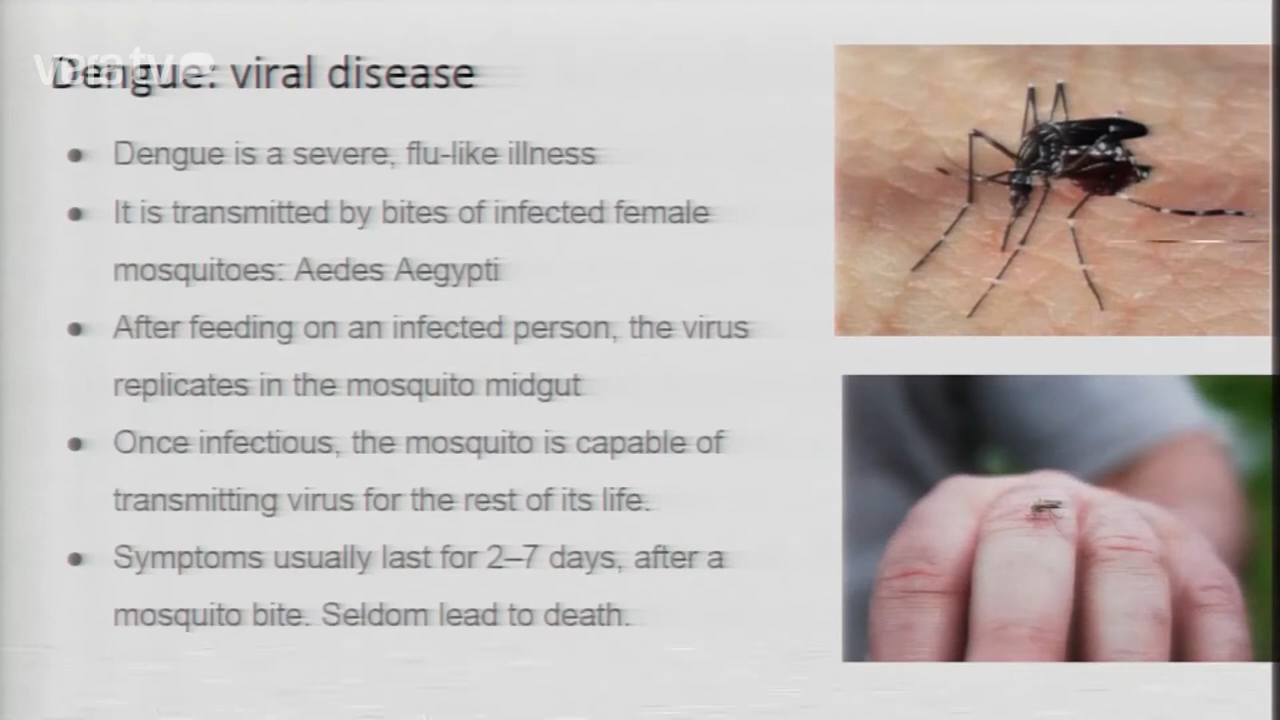 vera tv
Dengue: viral disease
Dengue is a severe, flu-like illness
It is transmitted by bites of infected female
mosquitoes: Aedes Aegypti
After feeding on an infected person, the virus
replicates in the mosquito midgut
Once infectious, the mosquito is capable of
transmitting virus for the rest of its life.
Symptoms usually last for 2–7 days, after a
mosquito bite. Seldom lead to death.